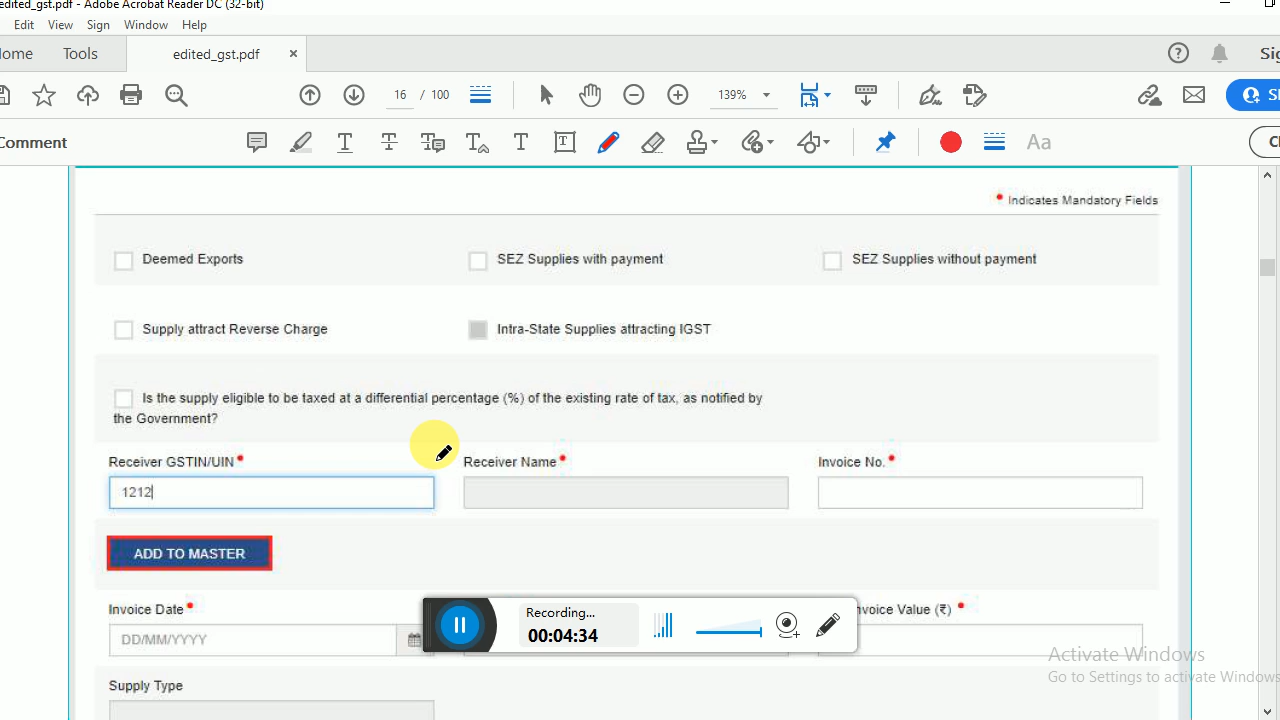 edited_gst.pdf - Adobe Acrobat Reader DC (32-bit)
Edit View Sign Window Help
Tools edited_gst.pdf ×
16 / 100 139%
Comment
Aa
* Indicates Mandatory Fields
Deemed Exports SEZ Supplies with payment SEZ Supplies without payment
Supply attract Reverse Charge Intra-State Supplies attracting IGST
Is the supply eligible to be taxed at a differential percentage (%) of the existing rate of tax, as notified by
the Government?
Receiver GSTIN/UIN* Receiver Name* Invoice No.*
1212
ADD TO MASTER
Invoice Date* Invoice Value (₹) *
DD/MM/YYYY
Recording...
00:04:34
Activate Windows
Go to Settings to activate Windows
Supply Type